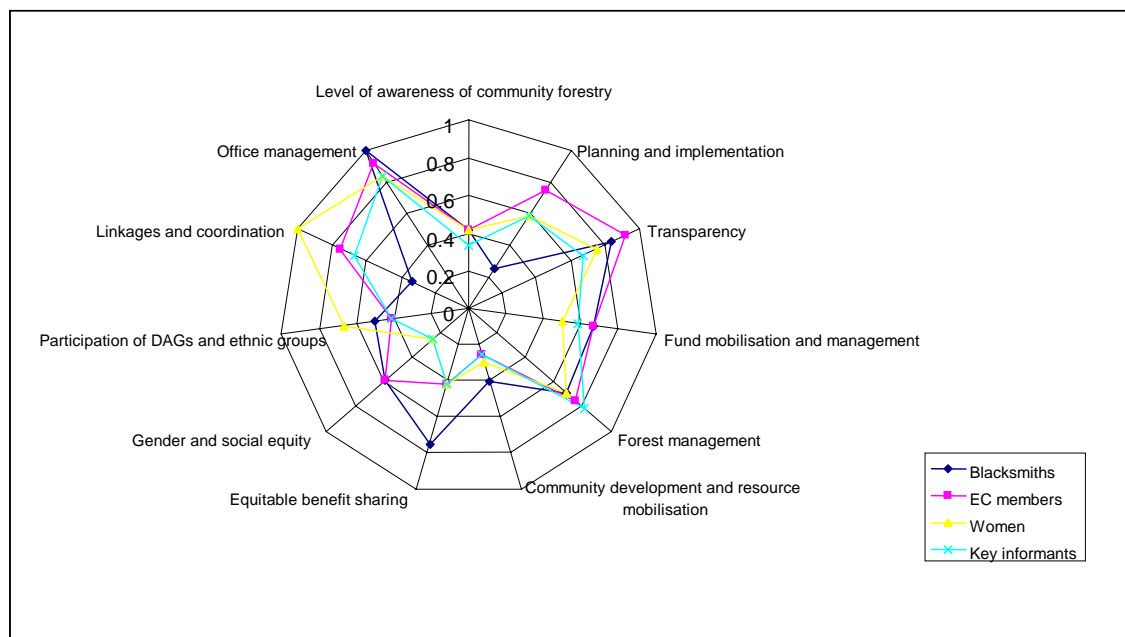 Level of awareness of community forestry
1
Office management
0.8
Planning and implementation
0.6
Linkages and coordination
0.4
Transparency
0.2
0
Participation of DAGs and ethnic groups
Fund mobilisation and management
Gender and social equity
Forest management
Equitable benefit sharing
Community development and resource
mobilisation
Blacksmiths
EC members
Women
Key informants